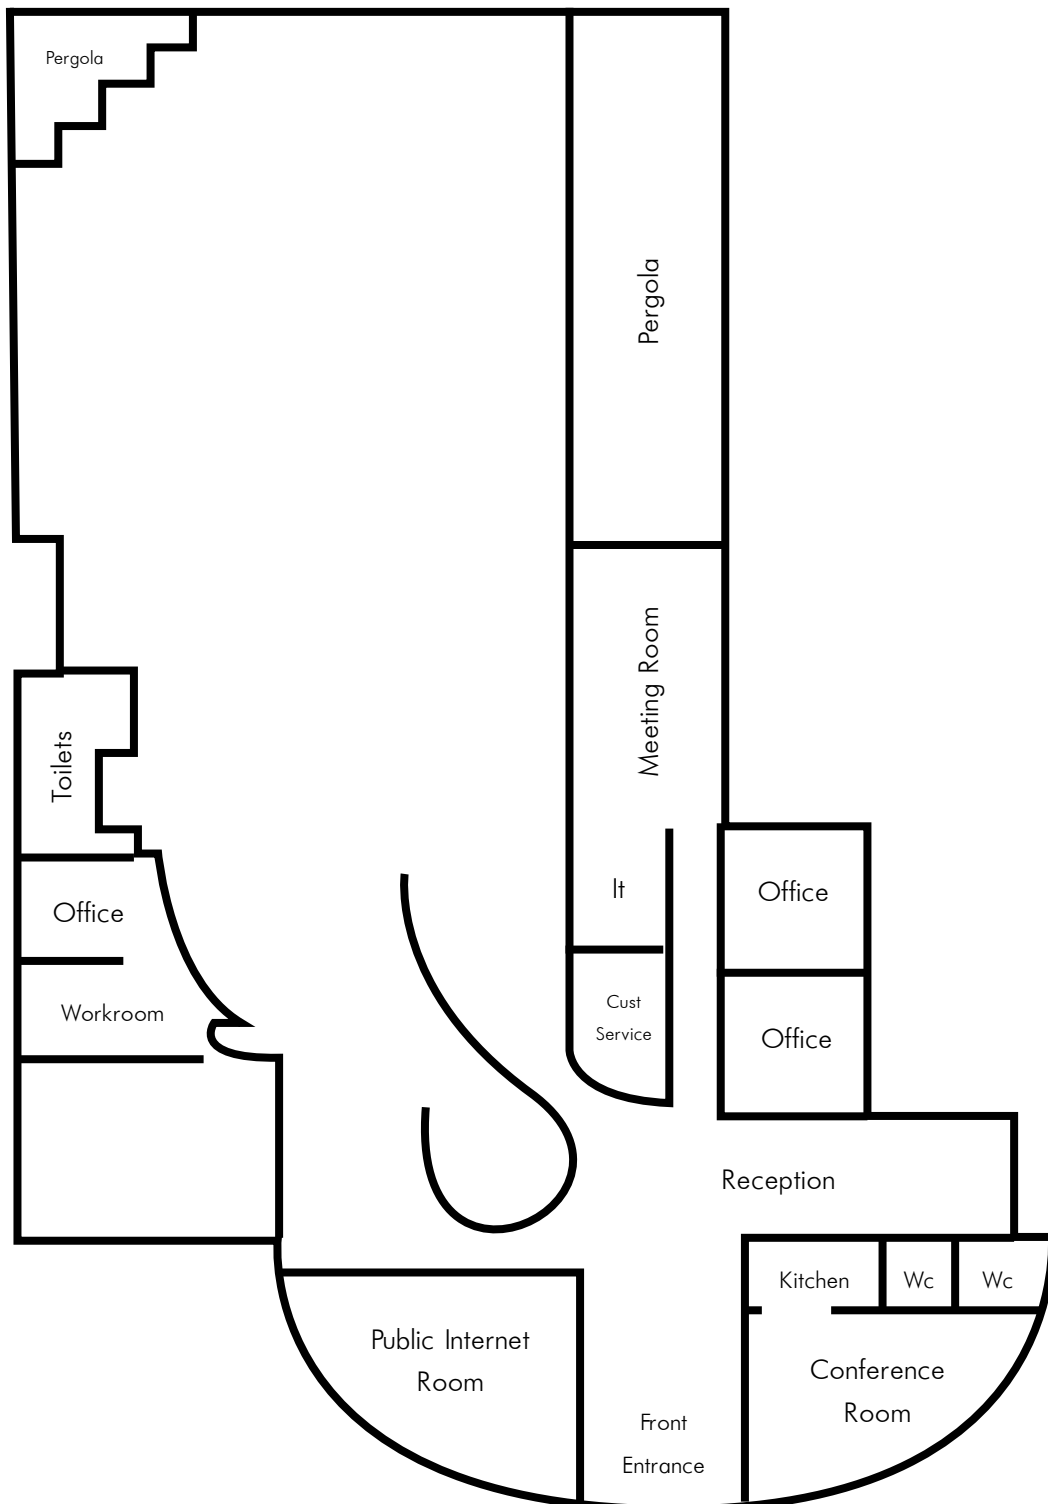 Pergola
Pergola
Meeting Room
Toilets
It
Office
Office
Cust
Service
Workroom
Office
Reception
Kitchen
Wc
Wc
Public Internet
Room
Conference
Room
Front
Entrance